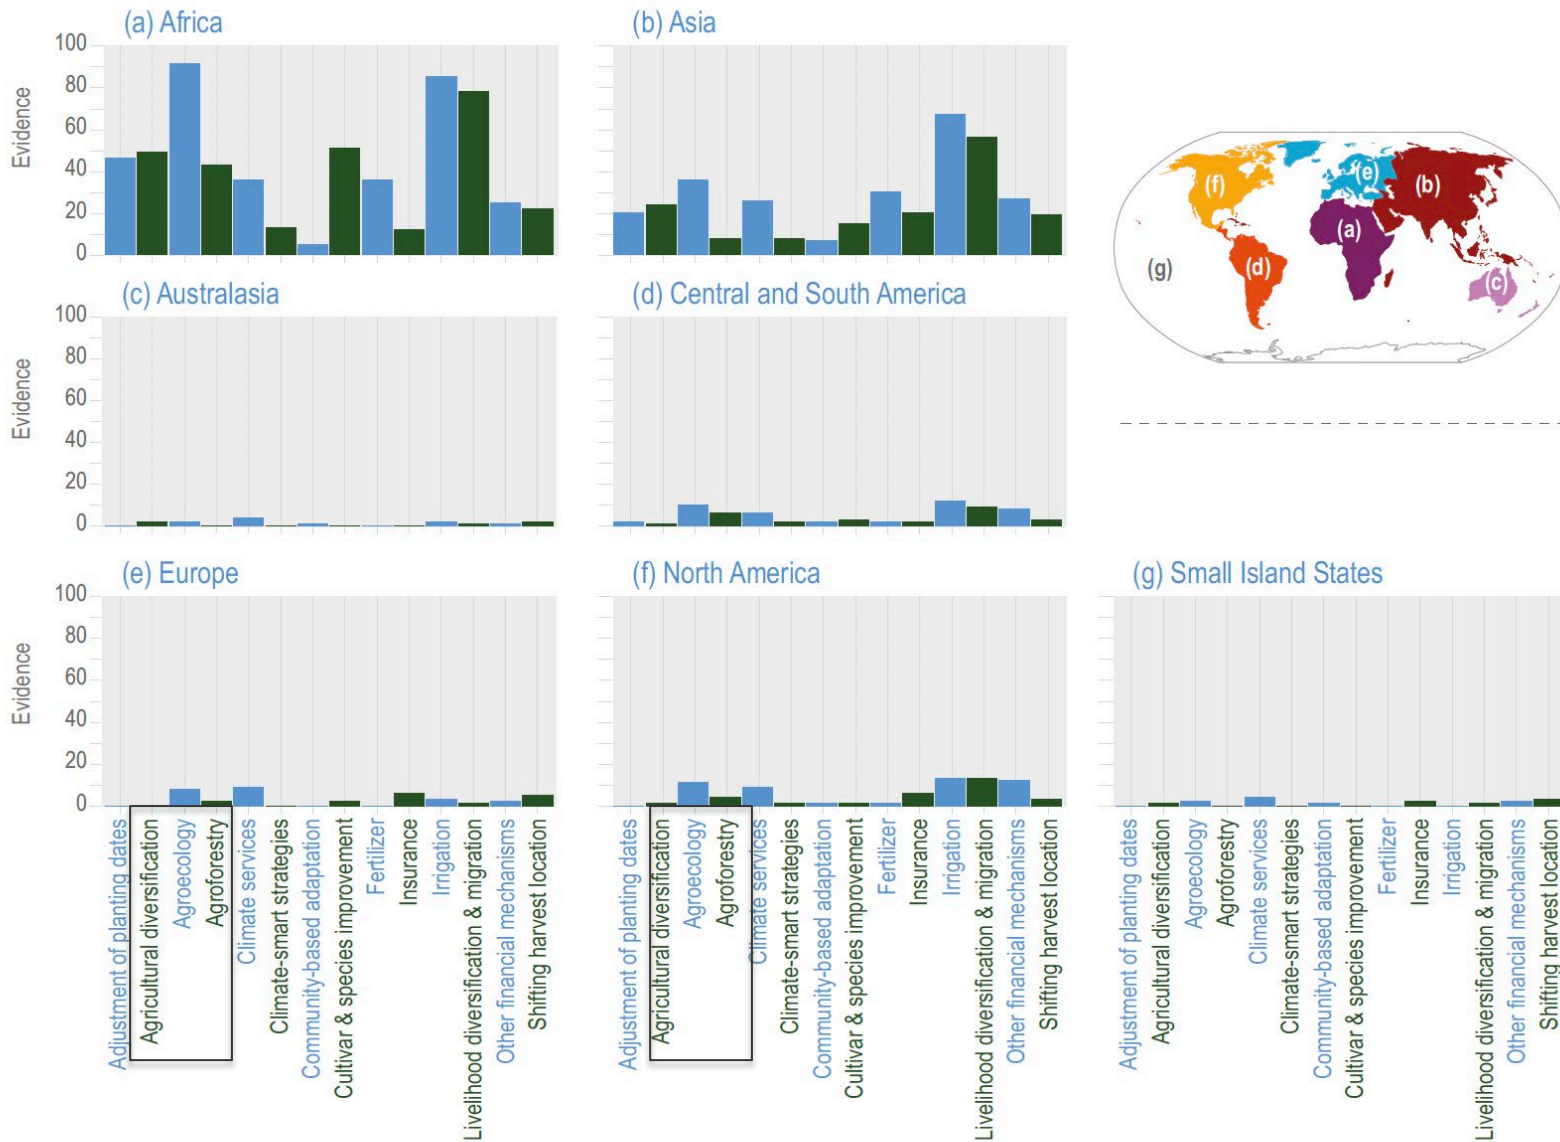 (a) Africa
(b) Asia
Evidence
100
80
60
40
20
0
(a)
(b)
(c)
(d)
(e)
(f)
(g)
(c) Australasia
(d) Central and South America
Evidence
100
80
60
40
20
0
(e) Europe
(f) North America
(g) Small Island States
Evidence
100
80
60
40
20
0
Adjustment of planting dates
Agricultural diversification
Agroecology
Agroforestry
Climate services
Climate-smart strategies
Community-based adaptation
Cultivar & species improvement
Fertilizer
Insurance
Irrigation
Livelihood diversification & migration
Other financial mechanisms
Shifting harvest location
Adjustment of planting dates
Agricultural diversification
Agroecology
Agroforestry
Climate services
Climate-smart strategies
Community-based adaptation
Cultivar & species improvement
Fertilizer
Insurance
Irrigation
Livelihood diversification & migration
Other financial mechanisms
Shifting harvest location
Adjustment of planting dates
Agricultural diversification
Agroecology
Agroforestry
Climate services
Climate-smart strategies
Community-based adaptation
Cultivar & species improvement
Fertilizer
Insurance
Irrigation
Livelihood diversification & migration
Other financial mechanisms
Shifting harvest location